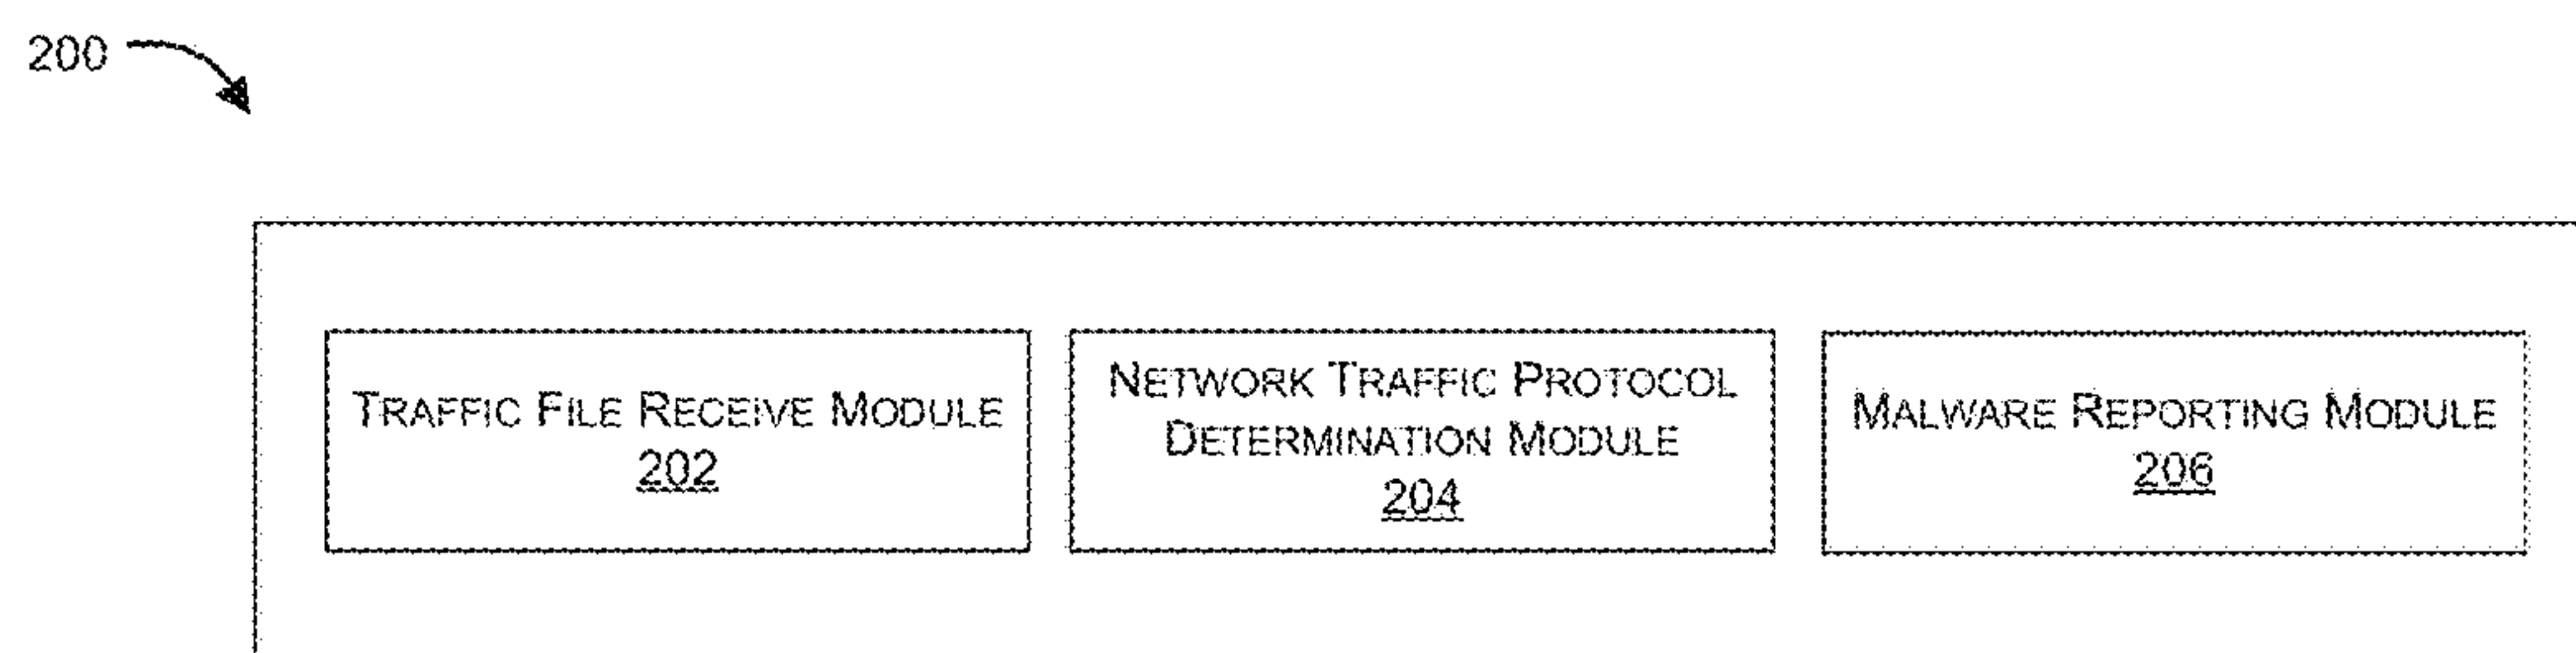 200
TRAFFIC FILE RECEIVE MODULE
202
NETWORK TRAFFIC PROTOCOL
DETERMINATION MODULE
204
MALWARE REPORTING MODULE
206